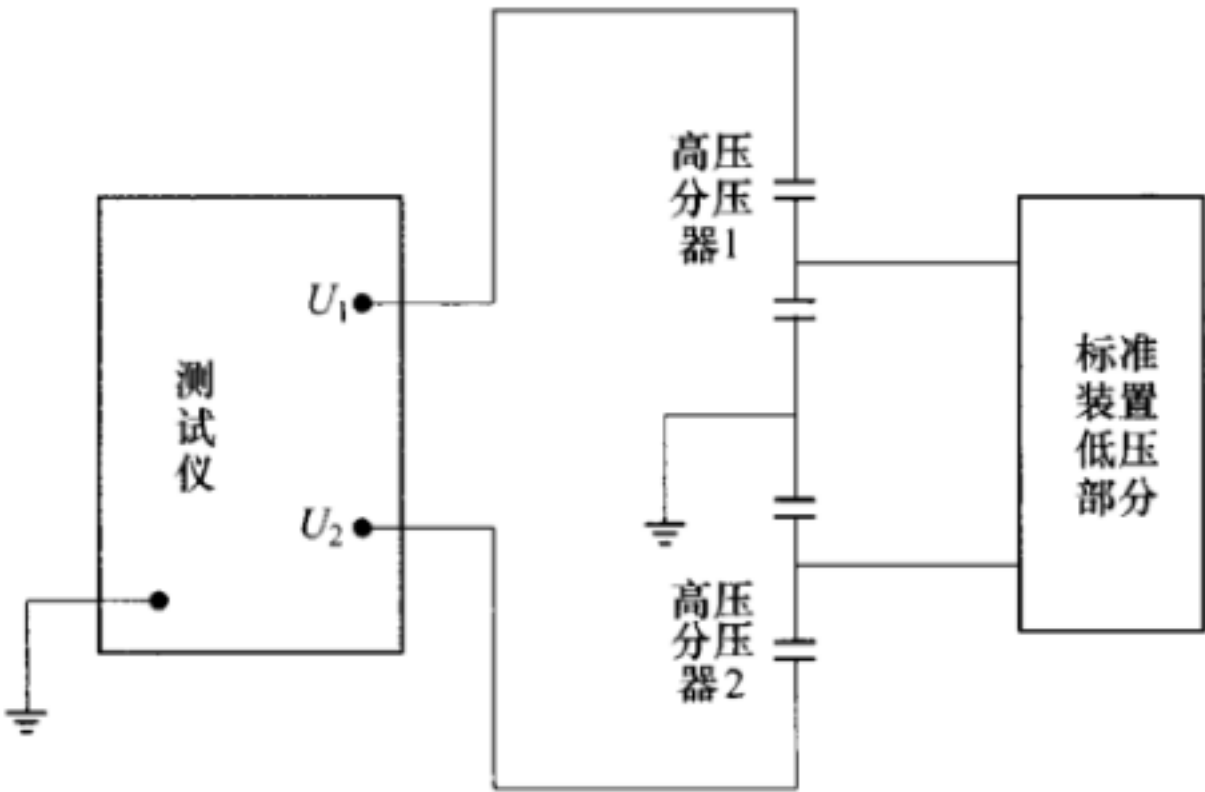 高压
分压
器1
U₁
测
试
仪
U₂
标准
装置
低压
部分
高压
分压
器2